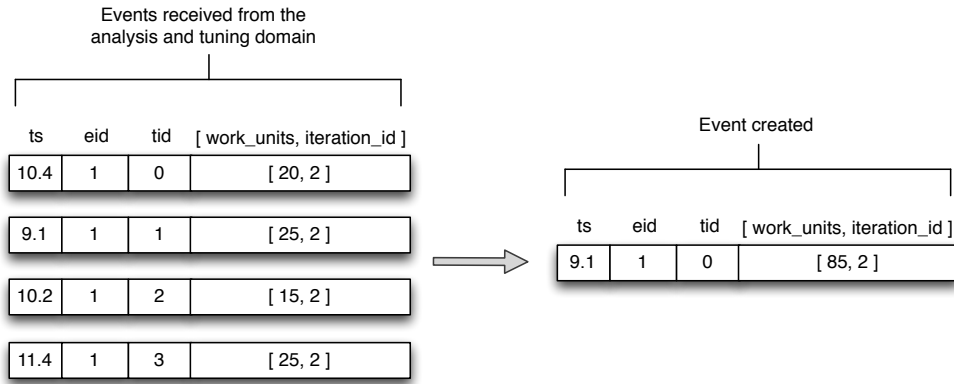 Events received from the
analysis and tuning domain
ts eid tid [ work_units, iteration_id ]
10.4 1 0 [ 20, 2 ]
9.1 1 1 [ 25, 2 ]
10.2 1 2 [ 15, 2 ]
11.4 1 3 [ 25, 2 ]
Event created
ts eid tid [ work_units, iteration_id ]
9.1 1 0 [ 85, 2 ]